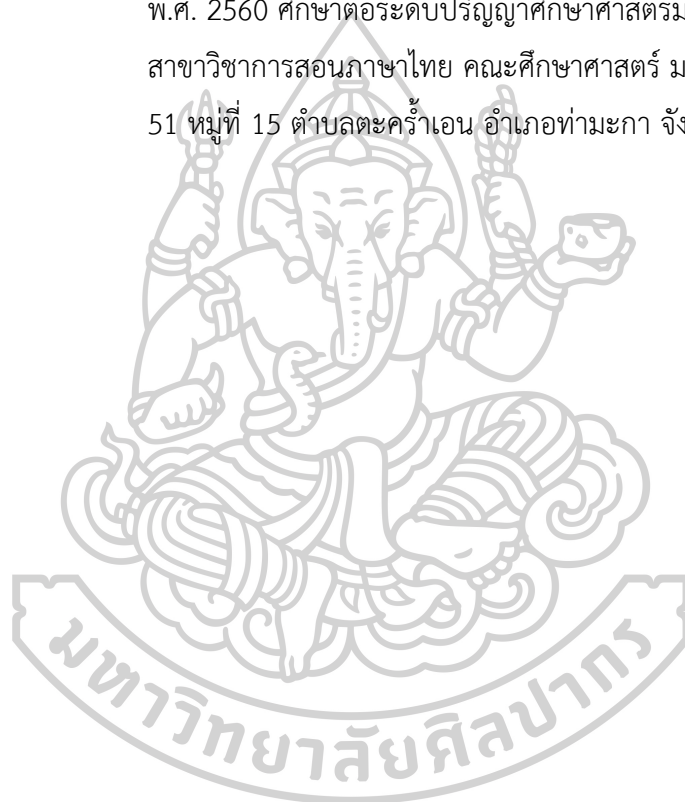 พ.ศ. 2560 ศึกษาต่อระดับปริญญาศึกษาศาสตรม
สาขาวิชาการสอนภาษาไทย คณะศึกษาศาสตร์ ม
51 หมู่ที่ 15 ตำบลตะคร้ำเอน อำเภอท่ามะกา จัง
มหาวิทยาลัยศิลปากร